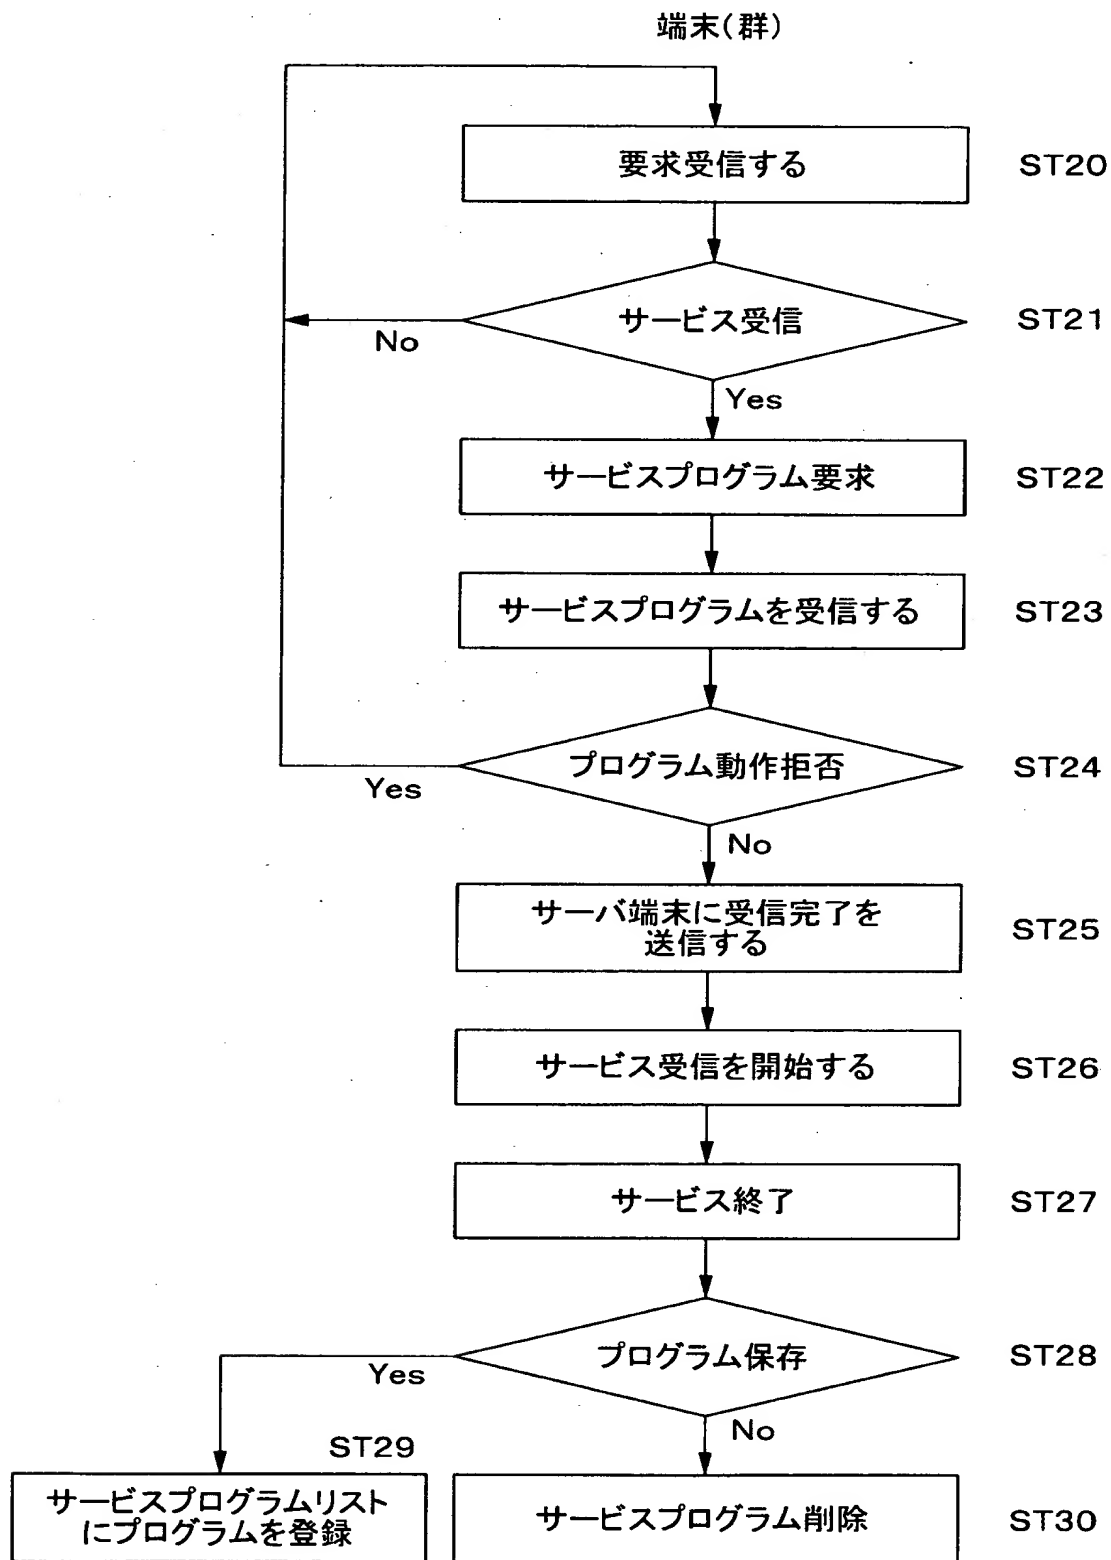 端末(群)
要求受信する
ST20
サービス受信
ST21
No
Yes
サービスプログラム要求
ST22
サービスプログラムを受信する
ST23
プログラム動作拒否
ST24
Yes
No
サーバ端末に受信完了を
送信する
ST25
サービス受信を開始する
ST26
サービス終了
ST27
プログラム保存
ST28
Yes
No
ST29
サービスプログラムリスト
にプログラムを登録
サービスプログラム削除
ST30